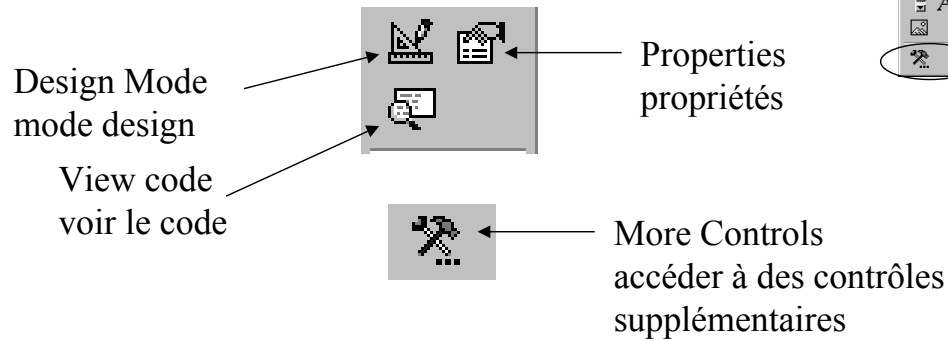 Design Mode
mode design
Properties
propriétés
View code
voir le code
More Controls
accéder à des contrôles
supplémentaires